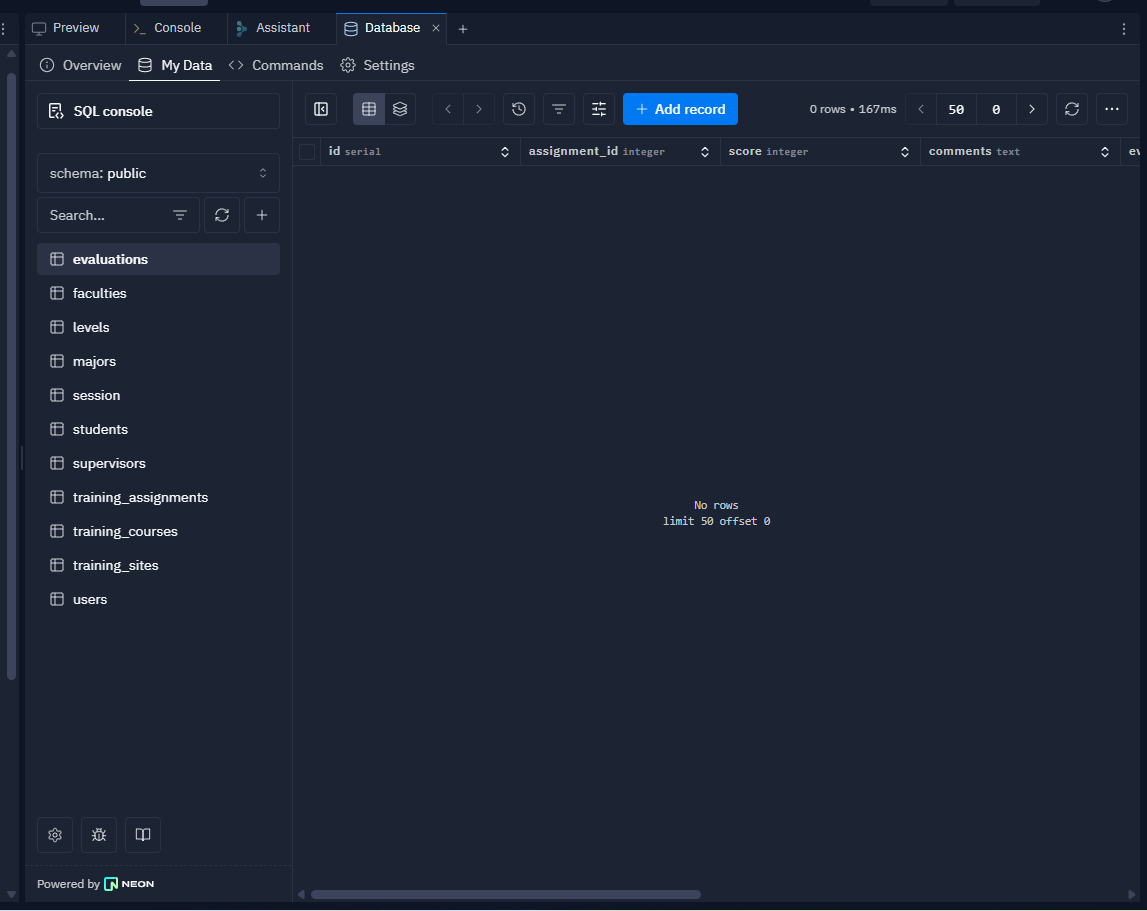 Preview
Console
Assistant
Database
Overview
My Data
Commands
Settings
SQL console
schema: public
Search...
evaluations
faculties
levels
majors
session
students
supervisors
training_assignments
training_courses
training_sites
users
Powered by NEON
Add record
0 rows • 167ms
50
0
id serial
assignment_id integer
score integer
comments text
ev
No rows
limit 50 offset 0